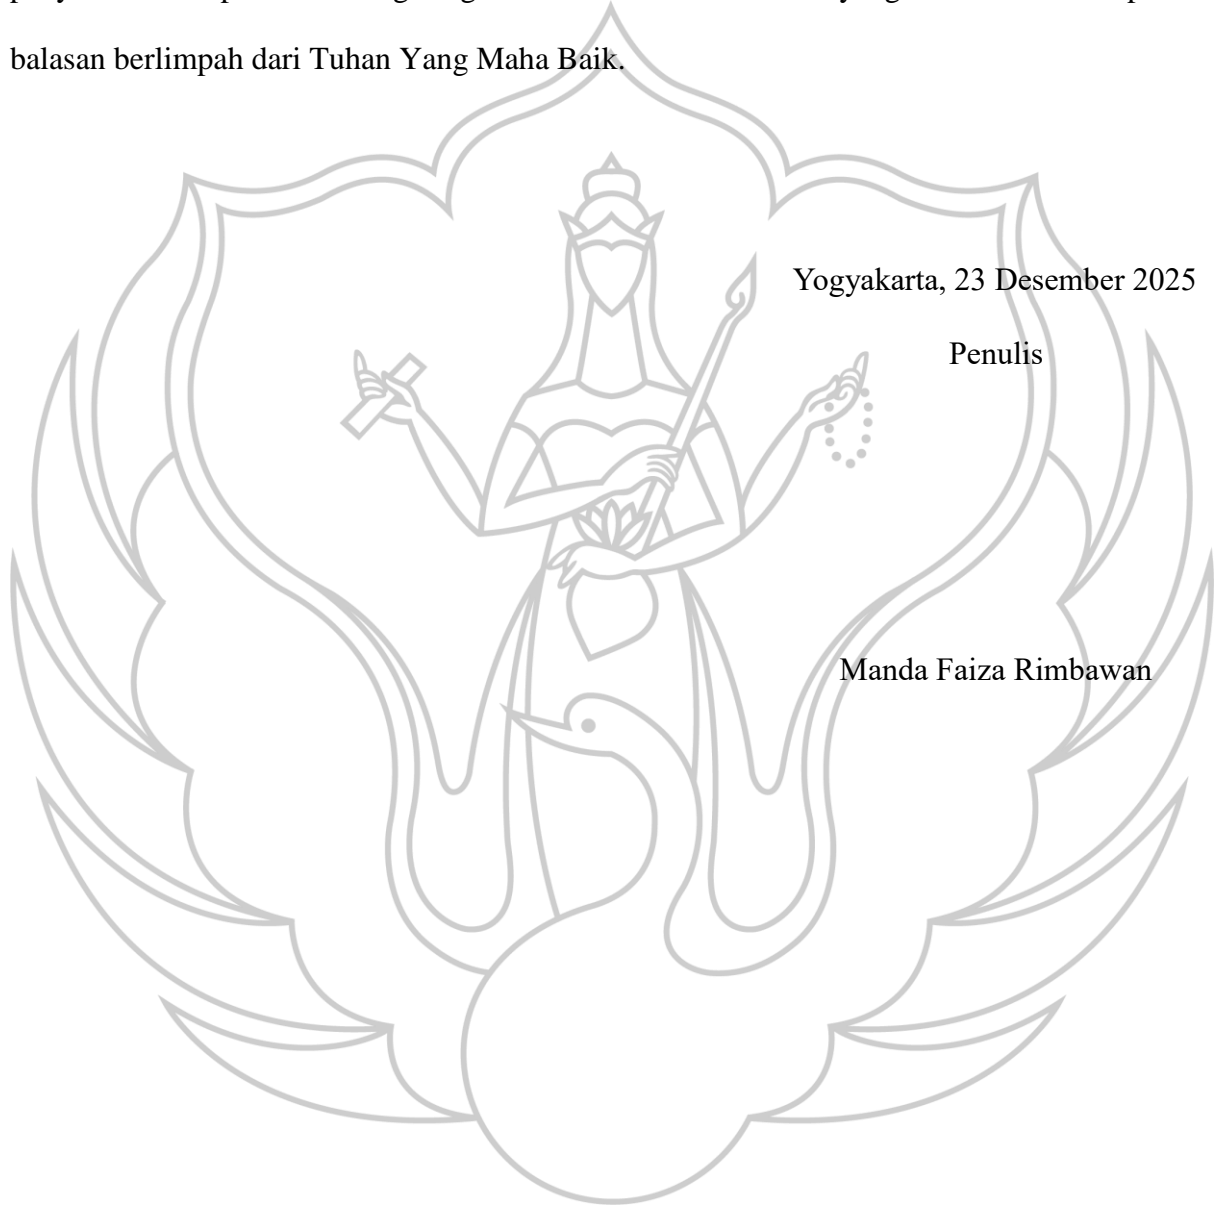 balasan berlimpah dari Tuhan Yang Maha Baik.
Yogyakarta, 23 Desember 2025
Penulis
Manda Faiza Rimbawan